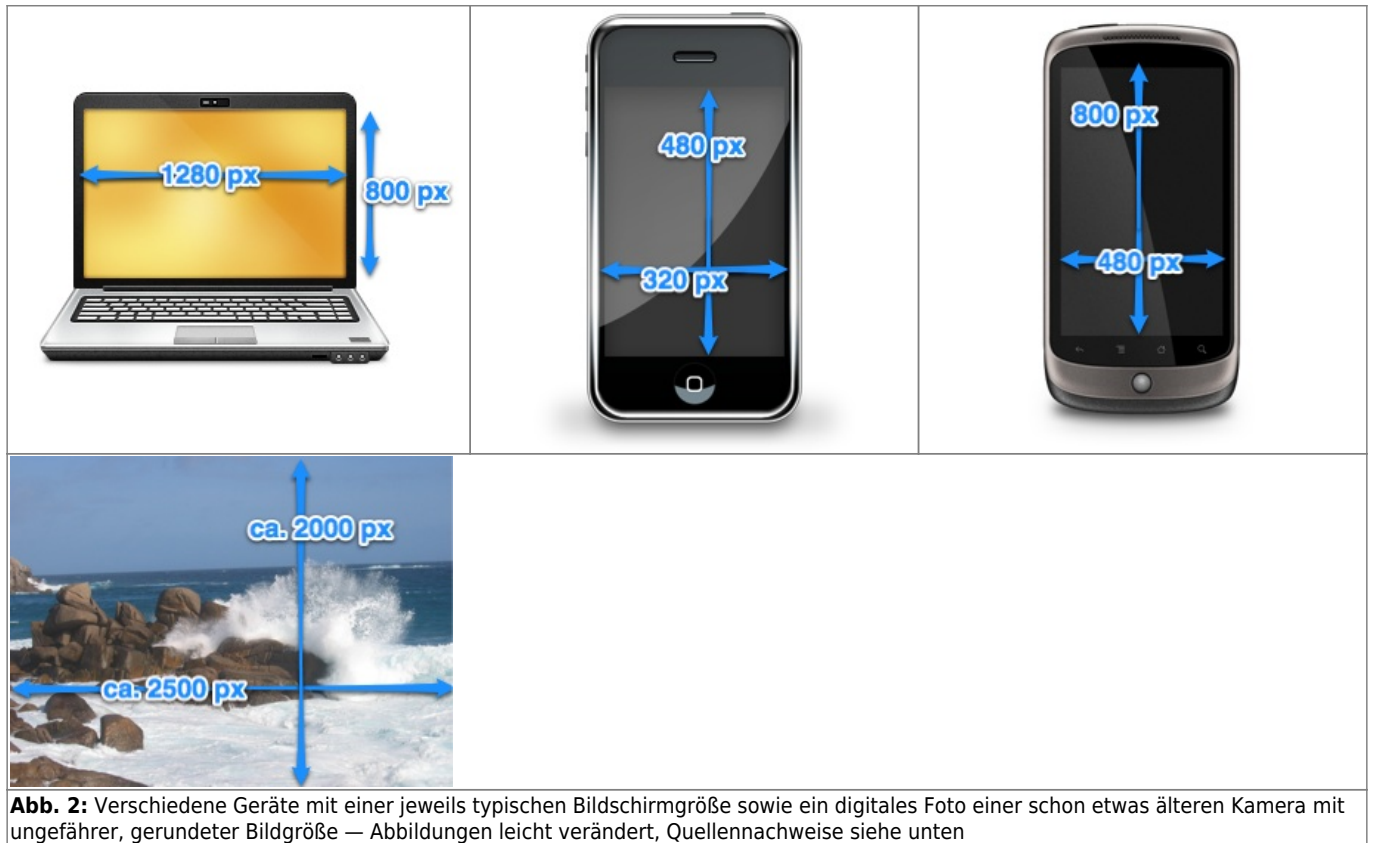 1280 px
800 px
480 px
320 px
800 px
480 px
ca. 2000 px
ca. 2500 px
Abb. 2: Verschiedene Geräte mit einer jeweils typischen Bildschirmgröße sowie ein digitales Foto einer schon etwas älteren Kamera mit
ungefährer, gerundeter Bildgröße — Abbildungen leicht verändert, Quellennachweise siehe unten